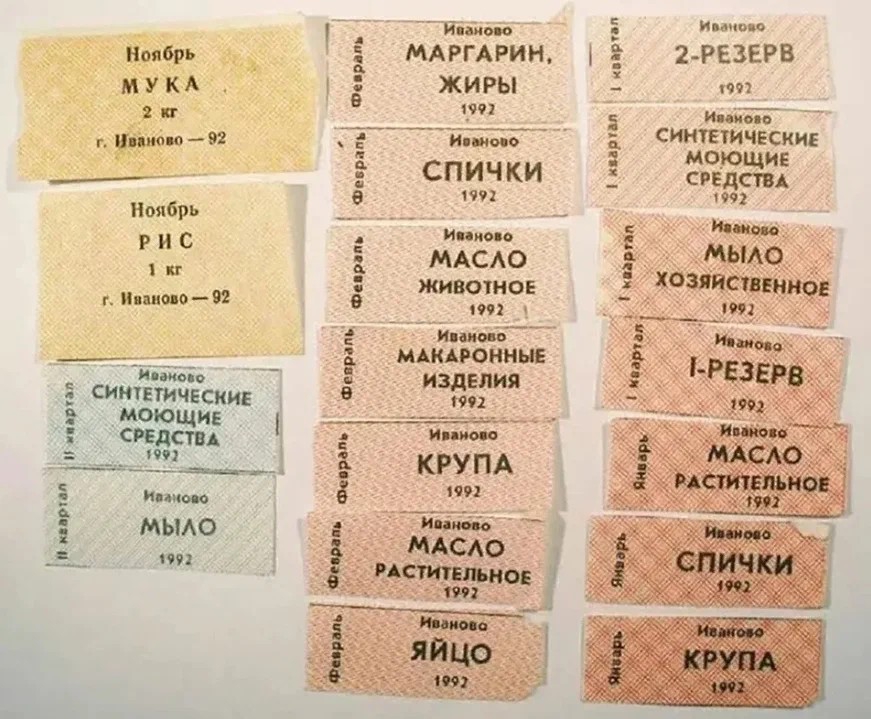 Ноябрь
МУКА
2 кг
г. Иваново — 92
Ноябрь
РИС
1 кг
г. Иваново — 92
II квартал
Иваново
СИНТЕТИЧЕСКИЕ
МОЮЩИЕ
СРЕДСТВА
1992
II квартал
Иваново
МЫЛО
1992
Февраль
Иваново
МАРГАРИН,
ЖИРЫ
1992
Февраль
Иваново
СПИЧКИ
1992
Февраль
Иваново
МАСЛО
ЖИВОТНОЕ
1992
Февраль
Иваново
МАКАРОННЫЕ
ИЗДЕЛИЯ
1992
Февраль
Иваново
КРУПА
1992
Февраль
Иваново
МАСЛО
РАСТИТЕЛЬНОЕ
1992
Февраль
Иваново
ЯЙЦО
1992
I квартал
Иваново
2-РЕЗЕРВ
1992
I квартал
Иваново
СИНТЕТИЧЕСКИЕ
МОЮЩИЕ
СРЕДСТВА
1992
I квартал
Иваново
МЫЛО
ХОЗЯЙСТВЕННОЕ
1992
I квартал
Иваново
I-РЕЗЕРВ
1992
Январь
Иваново
МАСЛО
РАСТИТЕЛЬНОЕ
1992
Январь
Иваново
СПИЧКИ
1992
Январь
Иваново
КРУПА
1992